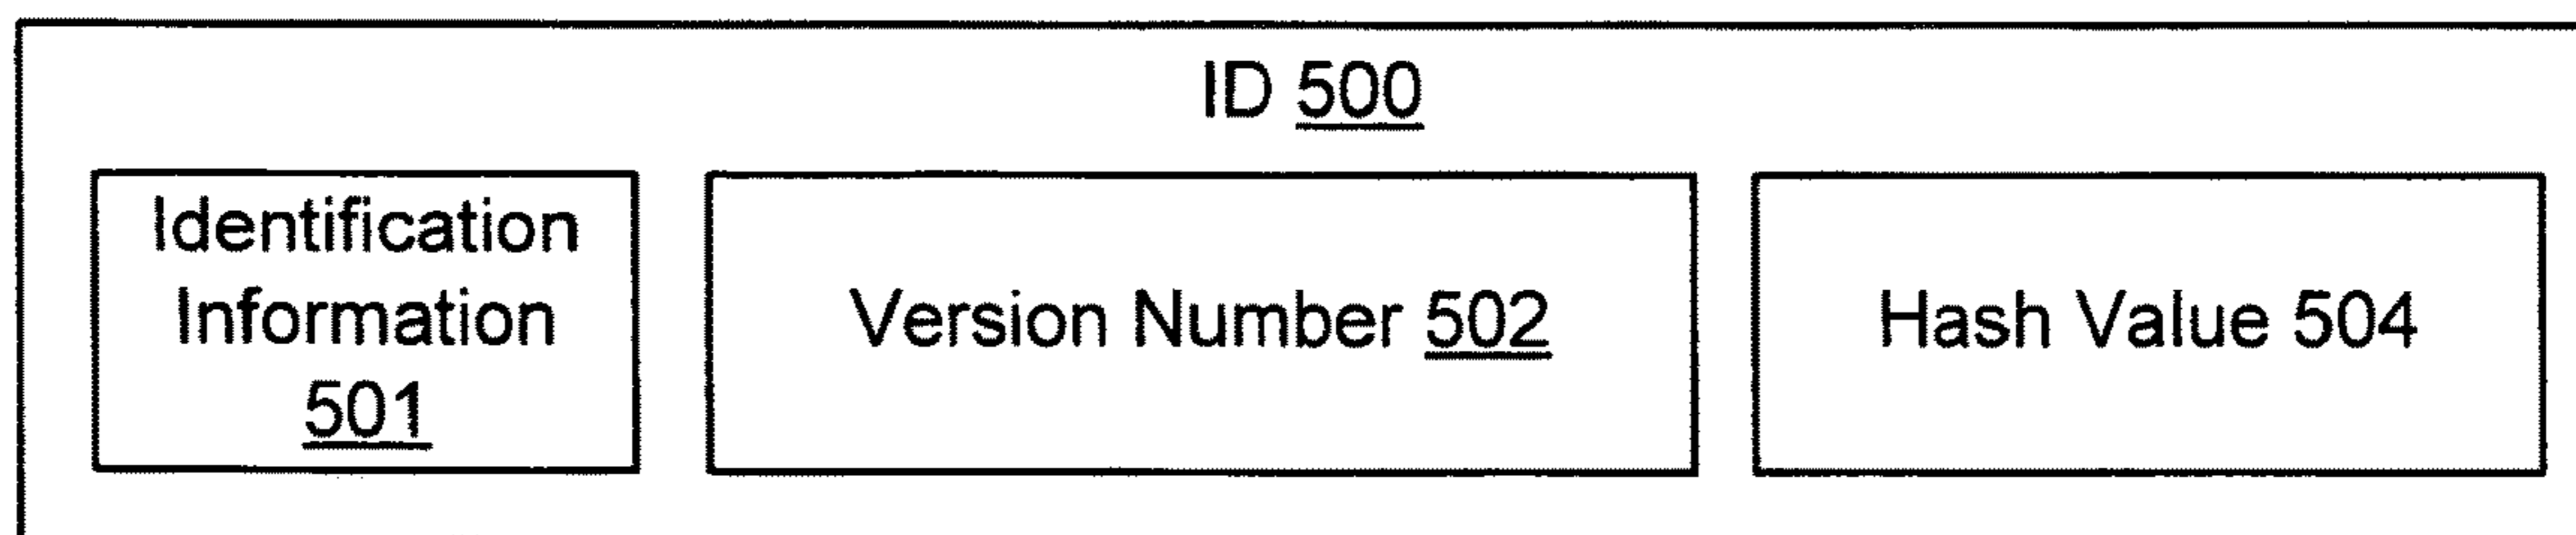 ID 500
Identification
Information
501
Version Number 502
Hash Value 504